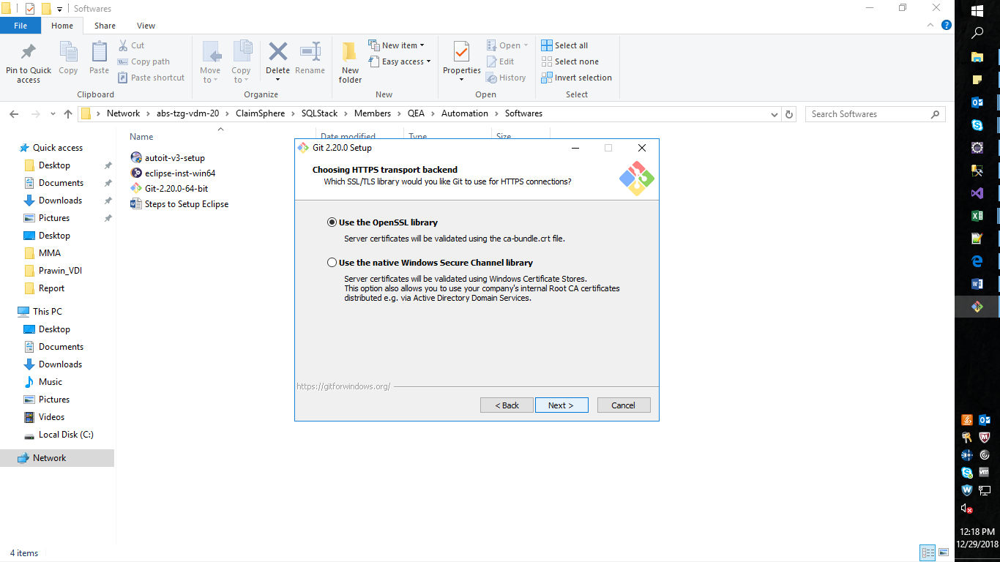 Softwares
File Home Share View
Pin to Quick access
Copy
Paste
Cut
Copy path
Paste shortcut
Clipboard
Move to
Copy to
Delete
Rename
Organize
New folder
New item
Easy access
New
Properties
Open
Edit
History
Open
Select all
Select none
Invert selection
Select
Network > abs-tzg-vdm-20 > ClaimSphere > SQLStack > Members > QEA > Automation > Softwares
Search Softwares
Quick access
Desktop
Documents
Downloads
Pictures
Desktop
MMA
Prawin_VDI
Report
This PC
Desktop
Documents
Downloads
Music
Pictures
Videos
Local Disk (C:)
Network
Name Date modified Type Size
autoit-v3-setup
eclipse-inst-win64
Git-2.20.0-64-bit
Steps to Setup Eclipse
Git 2.20.0 Setup
Choosing HTTPS transport backend
Which SSL/TLS library would you like Git to use for HTTPS connections?
Use the OpenSSL library
Server certificates will be validated using the ca-bundle.crt file.
Use the native Windows Secure Channel library
Server certificates will be validated using Windows Certificate Stores.
This option also allows you to use your company's internal Root CA certificates
distributed e.g. via Active Directory Domain Services.
https://gitforwindows.org/
< Back Next > Cancel
4 items
12:18 PM
12/29/2018